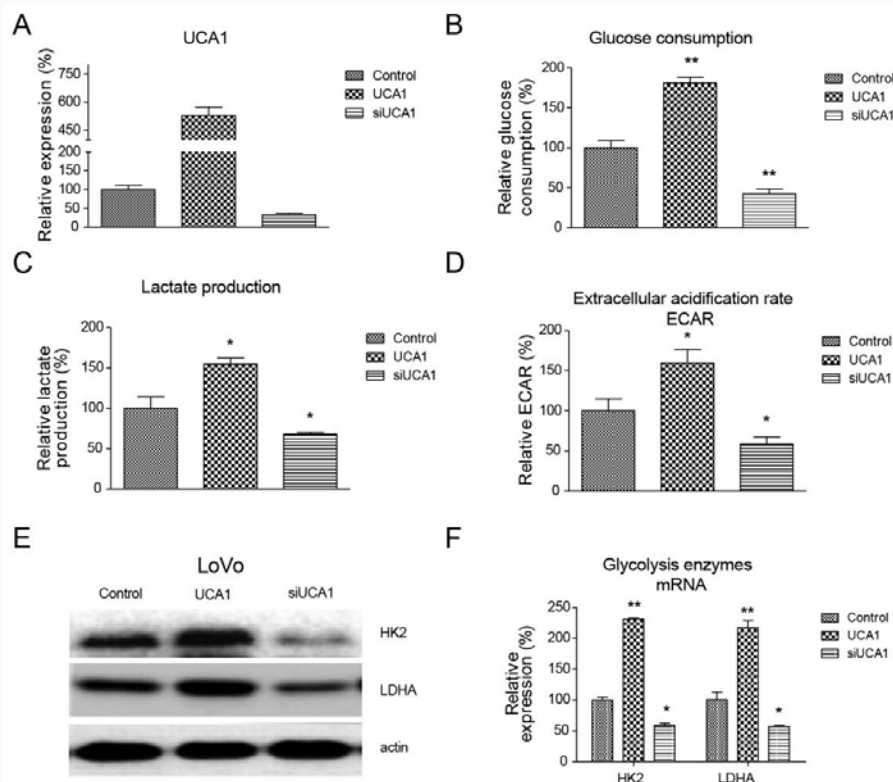 A
UCA1
Relative expression (%)
750
600
450
200
150
100
50
0
Control
UCA1
siUCA1
B
Glucose consumption
Relative glucose
consumption (%)
200
150
100
50
0
**
**
Control
UCA1
siUCA1
C
Lactate production
Relative lactate
production (%)
200
150
100
50
0
*
*
Control
UCA1
siUCA1
D
Extracellular acidification rate
ECAR
Relative ECAR (%)
200
150
100
50
0
*
*
Control
UCA1
siUCA1
E
LoVo
Control UCA1 siUCA1
HK2
LDHA
actin
F
Glycolysis enzymes
mRNA
Relative
expression (%)
250
200
150
100
50
0
** **
* *
HK2 LDHA
Control
UCA1
siUCA1